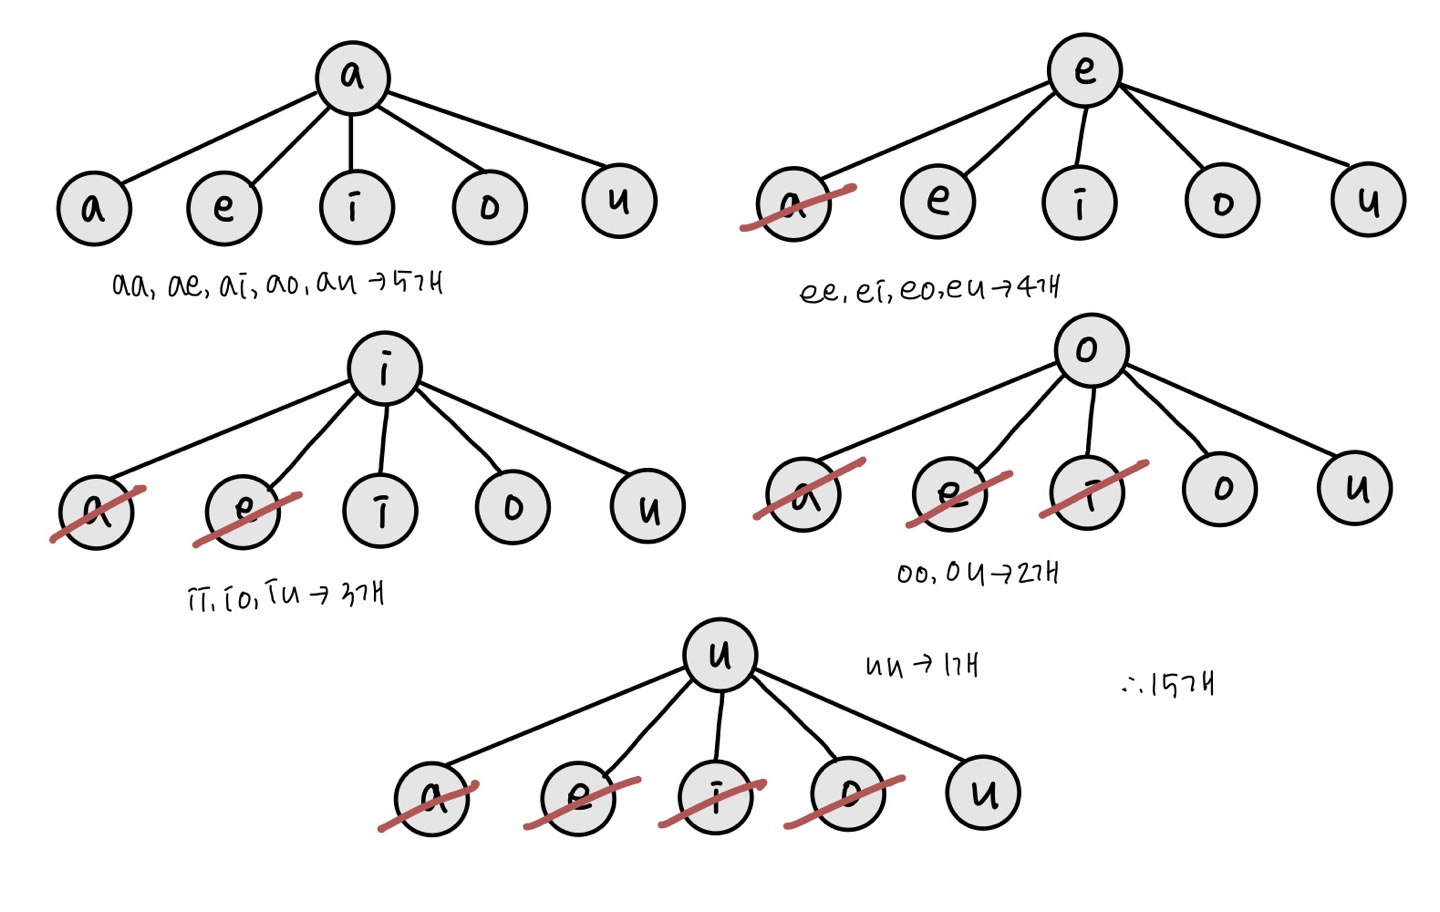 a
a e i o u
aa, ae, ai, ao, au → 5개
e
a e i o u
ee, ei, eo, eu → 4개
i
a e i o u
ii, io, iu → 3개
o
a e i o u
oo, ou → 2개
u
a e i o u
uu → 1개
∴ 15개